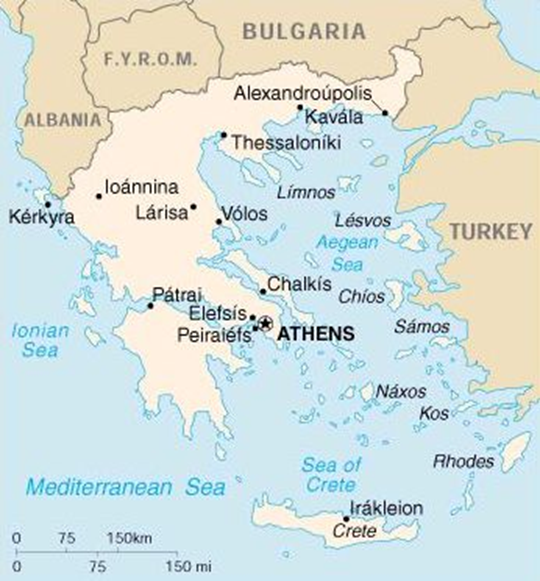 BULGARIA
F.Y.R.O.M.
Alexandroúpolis
Kavála
ALBANIA
Thessaloníki
Ioánnina
Límnos
Kérkyra
Lárisa
Vólos
Lésvos
TURKEY
Aegean
Sea
Chalkís
Pátrai
Chíos
Elefsís
Ionian
Sea
Peiraiéfs
ATHENS
Sámos
Náxos
Kos
Rhodes
Sea of
Crete
Mediterranean Sea
Irákleion
Crete
0 75 150km
0 75 150 mi